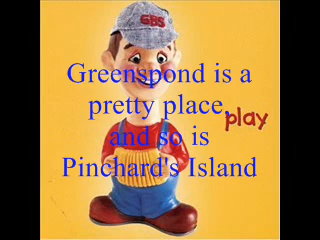 GBS
Greenspond is a
pretty place
play
and so is
Pinchard's Island